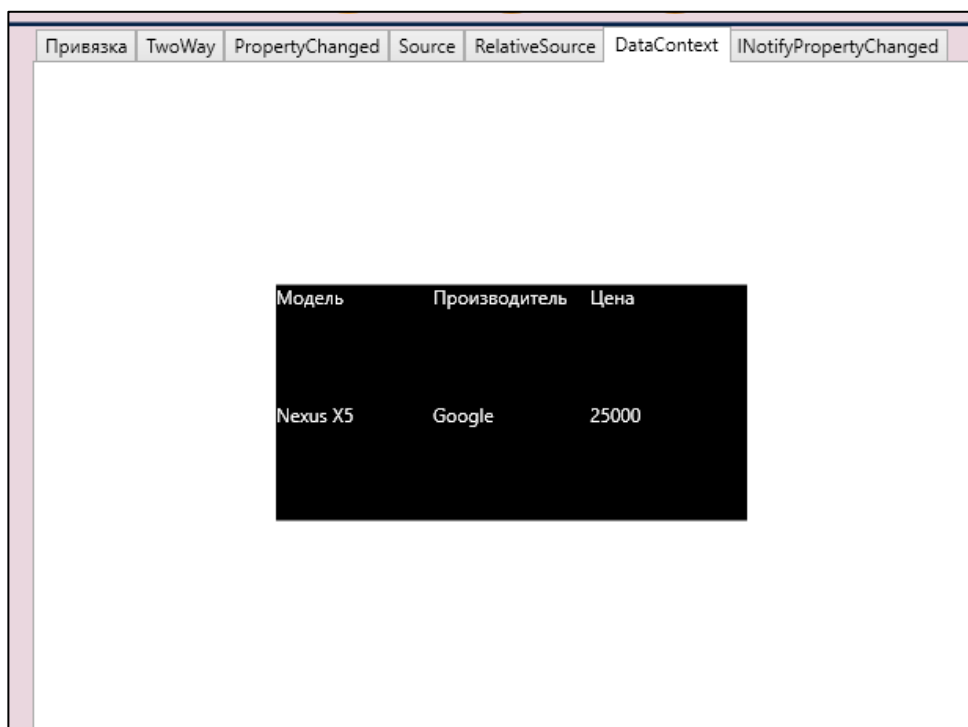 Привязка TwoWay PropertyChanged Source RelativeSource DataContext INotifyPropertyChanged
Модель Производитель Цена
Nexus X5 Google 25000